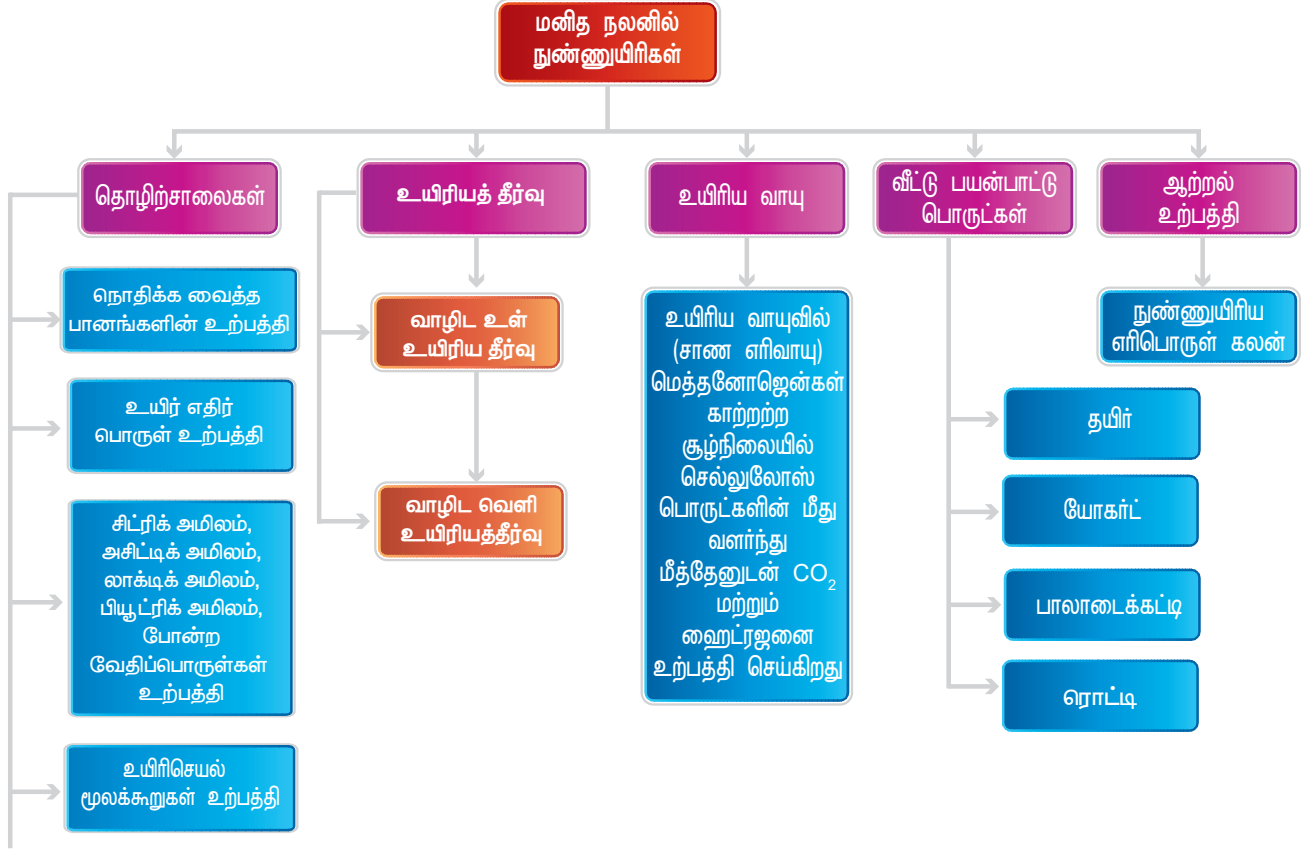 மனித நலனில்
நுண்ணுயிரிகள்
தொழிற்சாலைகள்
நொதிக்க வைத்த
பானங்களின் உற்பத்தி
உயிர் எதிர்
பொருள் உற்பத்தி
சிட்ரிக் அமிலம்,
அசிட்டிக் அமிலம்,
லாக்டிக் அமிலம்,
பியூட்ரிக் அமிலம்,
போன்ற
வேதிப்பொருள்கள்
உற்பத்தி
உயிரிசெயல்
மூலக்கூறுகள் உற்பத்தி
உயிரியத் தீர்வு
வாழிட உள்
உயிரிய தீர்வு
வாழிட வெளி
உயிரியத்தீர்வு
உயிரிய வாயு
உயிரிய வாயுவில்
(சாண எரிவாயு)
மெத்தனோஜென்கள்
காற்றற்ற
சூழ்நிலையில்
செல்லுலோஸ்
பொருட்களின் மீது
வளர்ந்து
மீத்தேனுடன் CO₂
மற்றும்
ஹைட்ரஜனை
உற்பத்தி செய்கிறது
வீட்டு பயன்பாட்டு
பொருட்கள்
தயிர்
யோகர்ட்
பாலாடைக்கட்டி
ரொட்டி
ஆற்றல்
உற்பத்தி
நுண்ணுயிரிய
எரிபொருள் கலன்